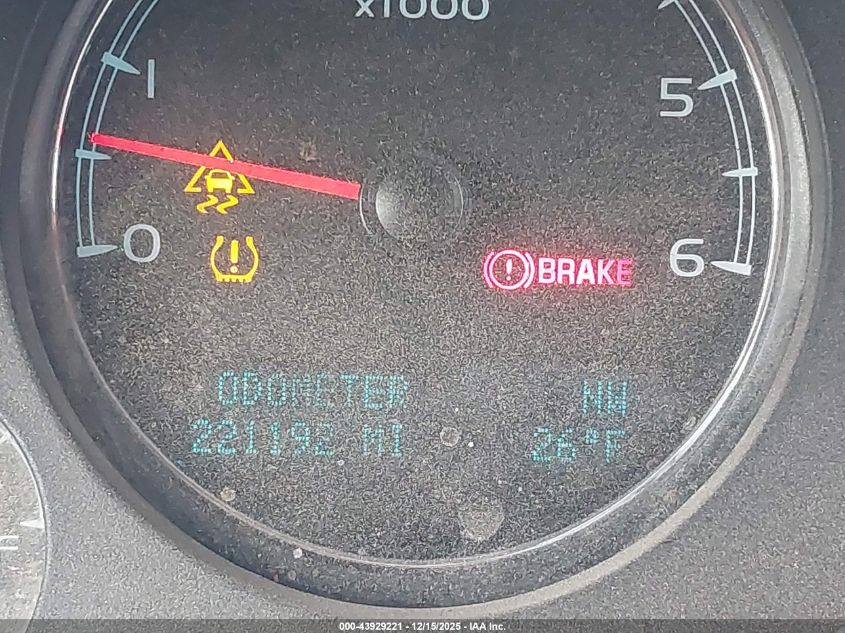 x1000
1
5
0
6
BRAKE
ODOMETER NW
221192 MI 26°F
000-43929221 - 12/15/2025 - IAA Inc.